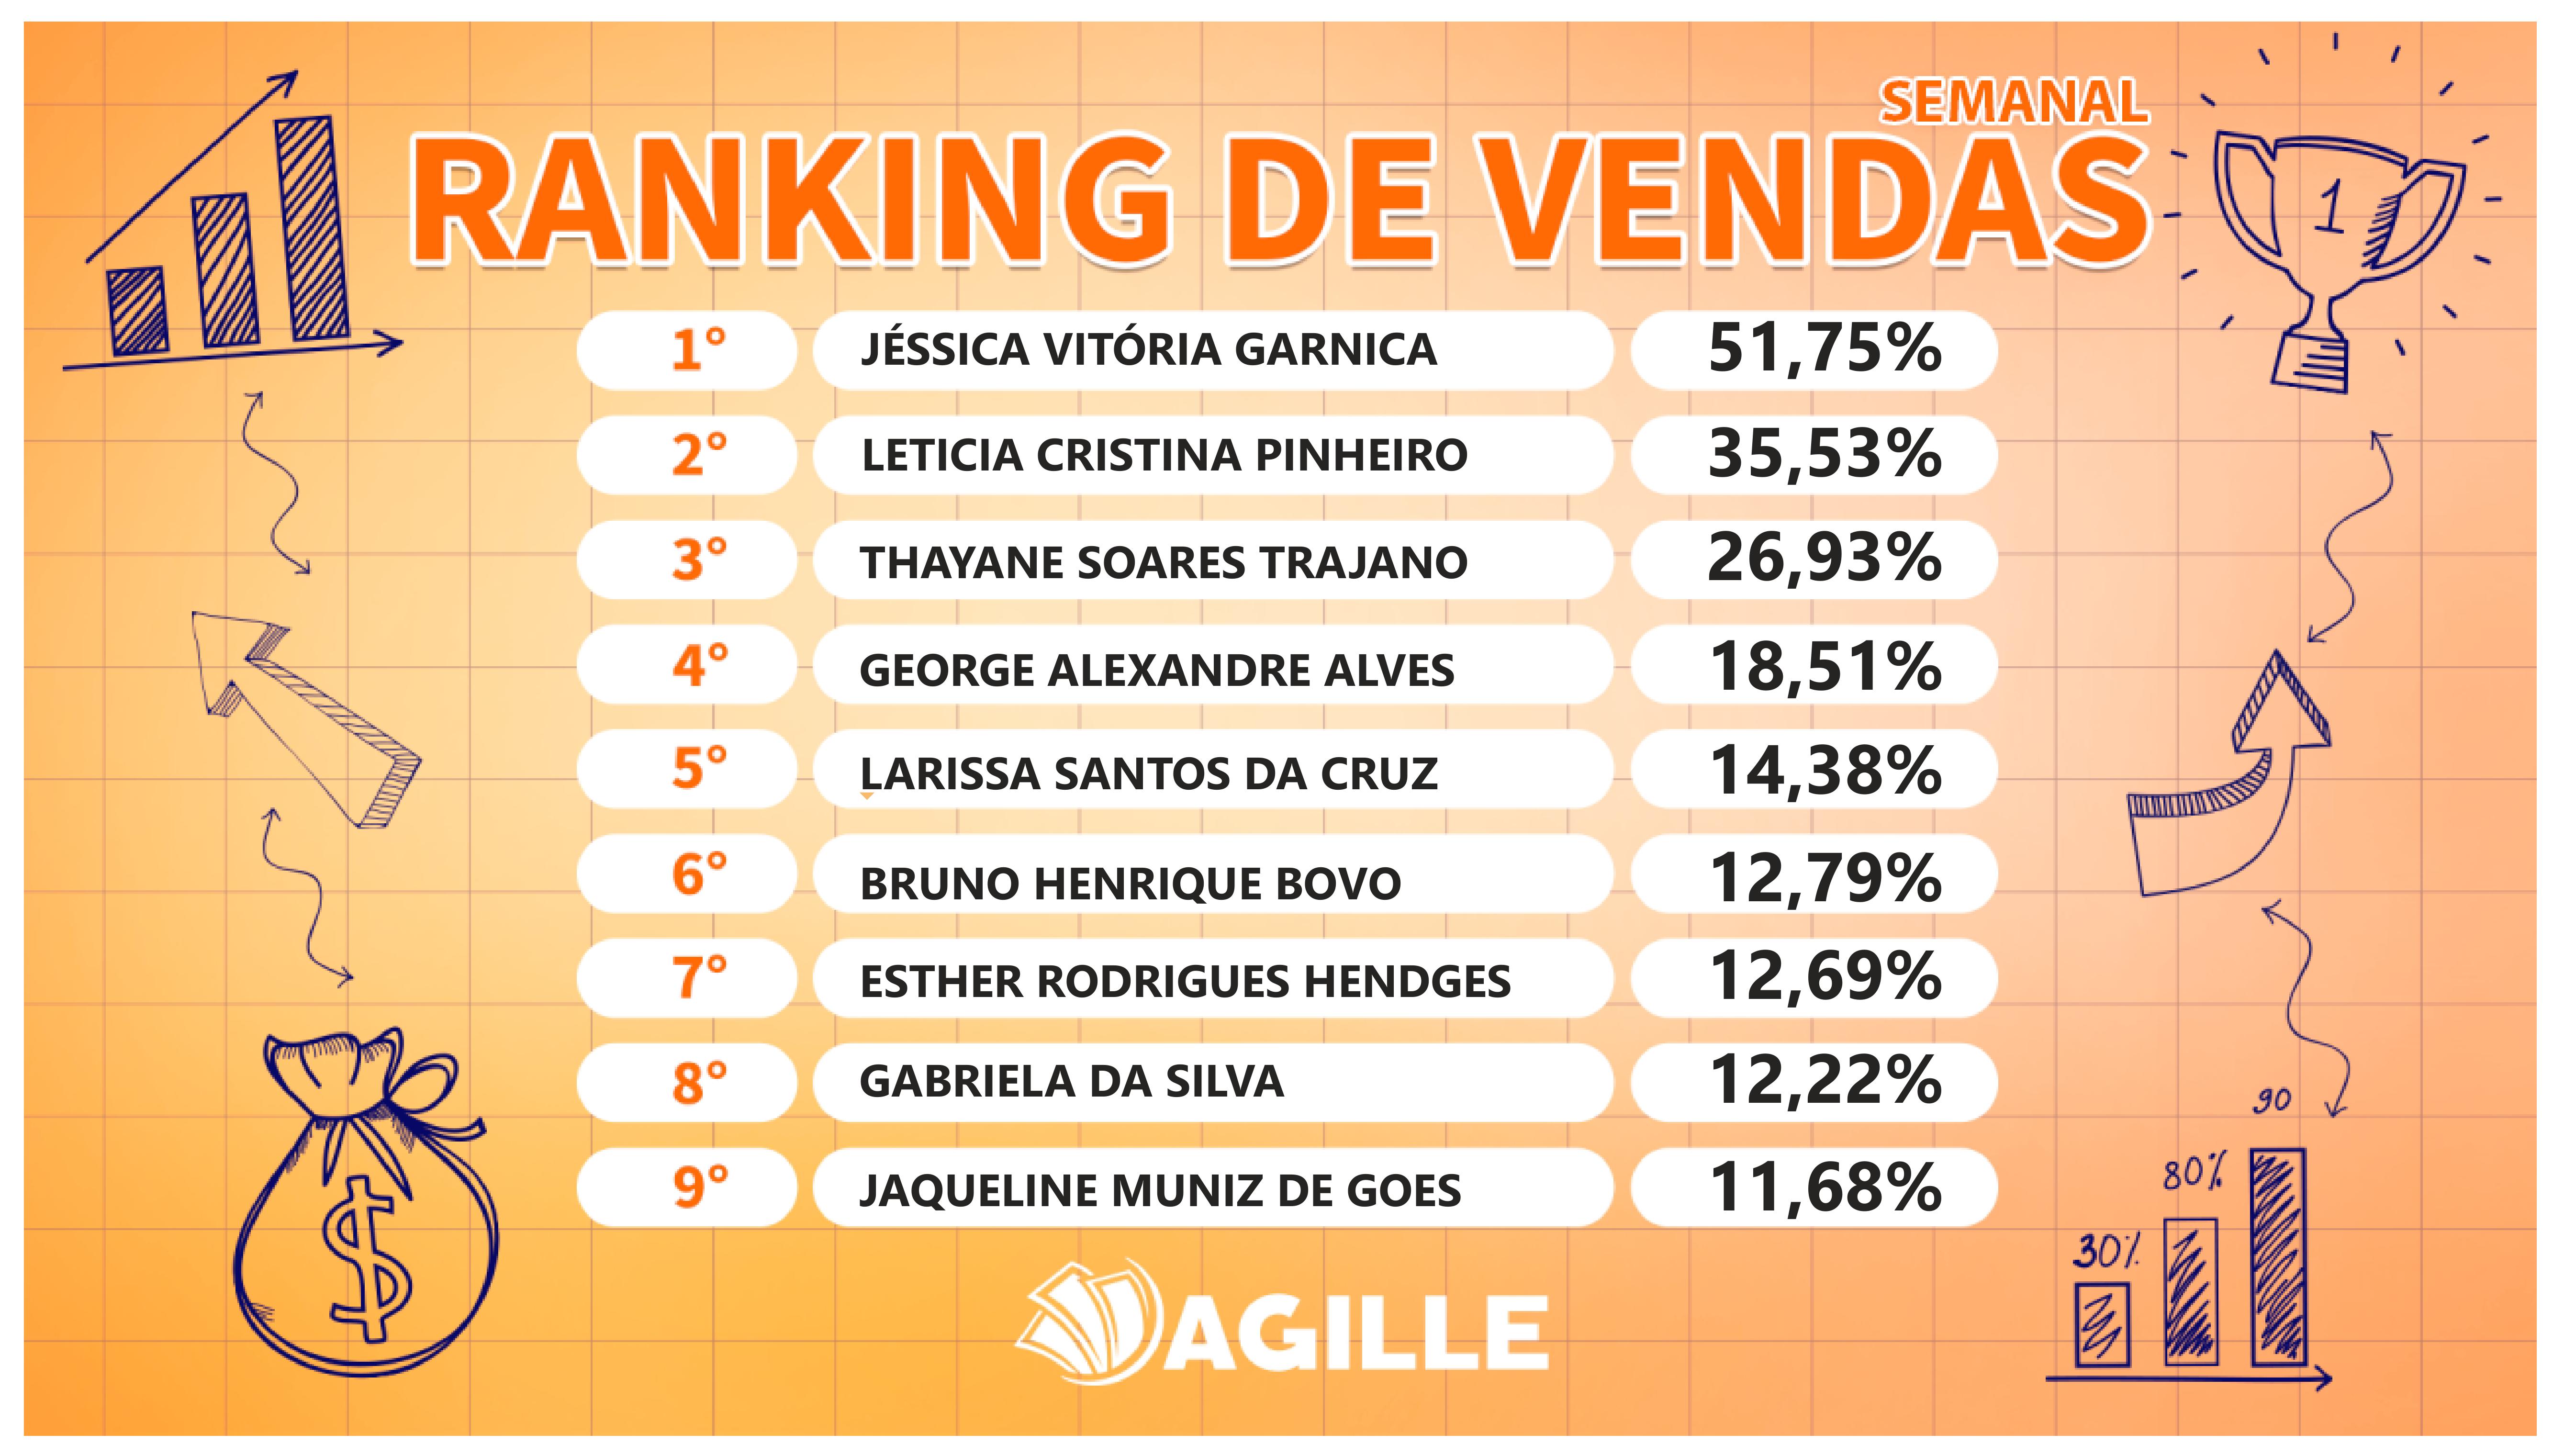 SEMANAL
RANKING DE VENDAS
1
1° JÉSSICA VITÓRIA GARNICA 51,75%
2° LETICIA CRISTINA PINHEIRO 35,53%
3° THAYANE SOARES TRAJANO 26,93%
4° GEORGE ALEXANDRE ALVES 18,51%
5° LARISSA SANTOS DA CRUZ 14,38%
6° BRUNO HENRIQUE BOVO 12,79%
7° ESTHER RODRIGUES HENDGES 12,69%
8° GABRIELA DA SILVA 12,22%
9° JAQUELINE MUNIZ DE GOES 11,68%
90
80%
30%
$
AGILLE